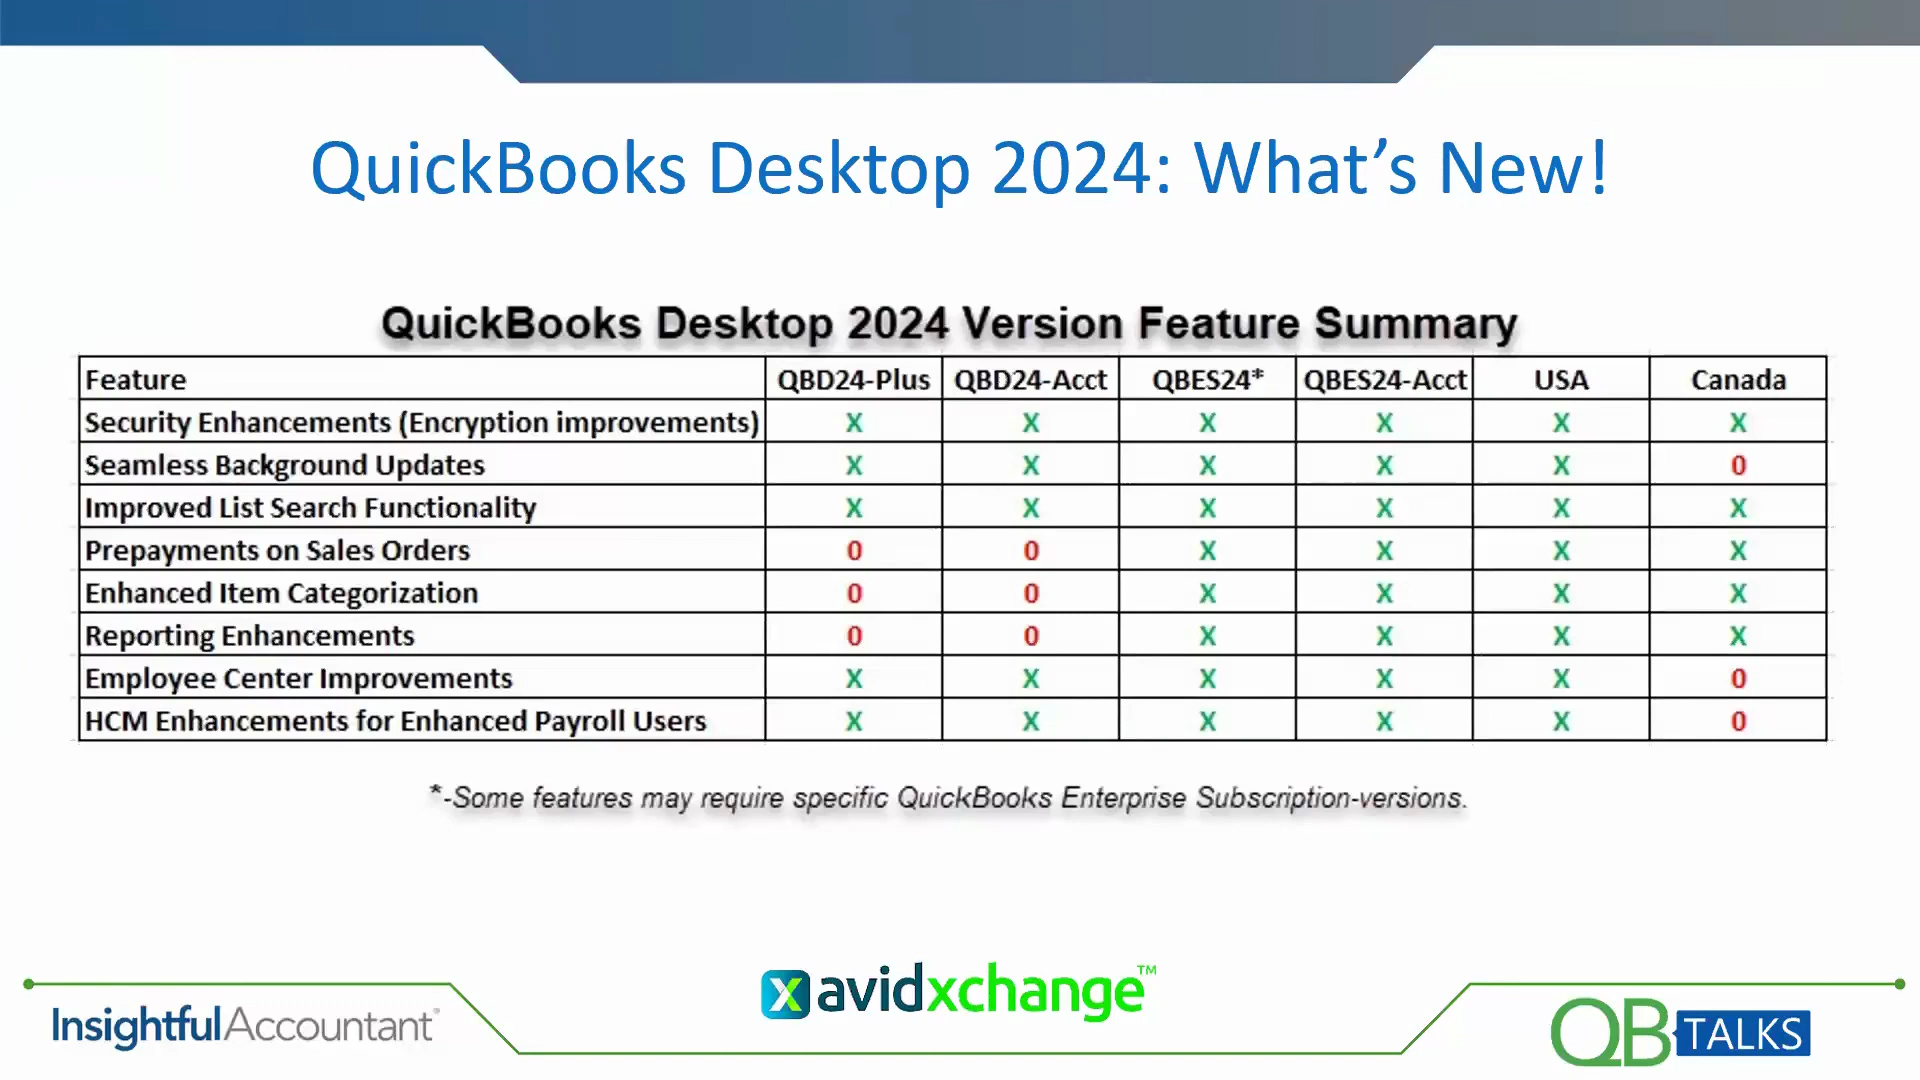 QuickBooks Desktop 2024: What’s New!
QuickBooks Desktop 2024 Version Feature Summary
Feature QBD24-Plus QBD24-Acct QBES24* QBES24-Acct USA Canada
Security Enhancements (Encryption improvements) X X X X X X
Seamless Background Updates X X X X X 0
Improved List Search Functionality X X X X X X
Prepayments on Sales Orders 0 0 X X X X
Enhanced Item Categorization 0 0 X X X X
Reporting Enhancements 0 0 X X X X
Employee Center Improvements X X X X X 0
HCM Enhancements for Enhanced Payroll Users X X X X X 0
*-Some features may require specific QuickBooks Enterprise Subscription-versions.
InsightfulAccountant
avidxchange™
QB TALKS